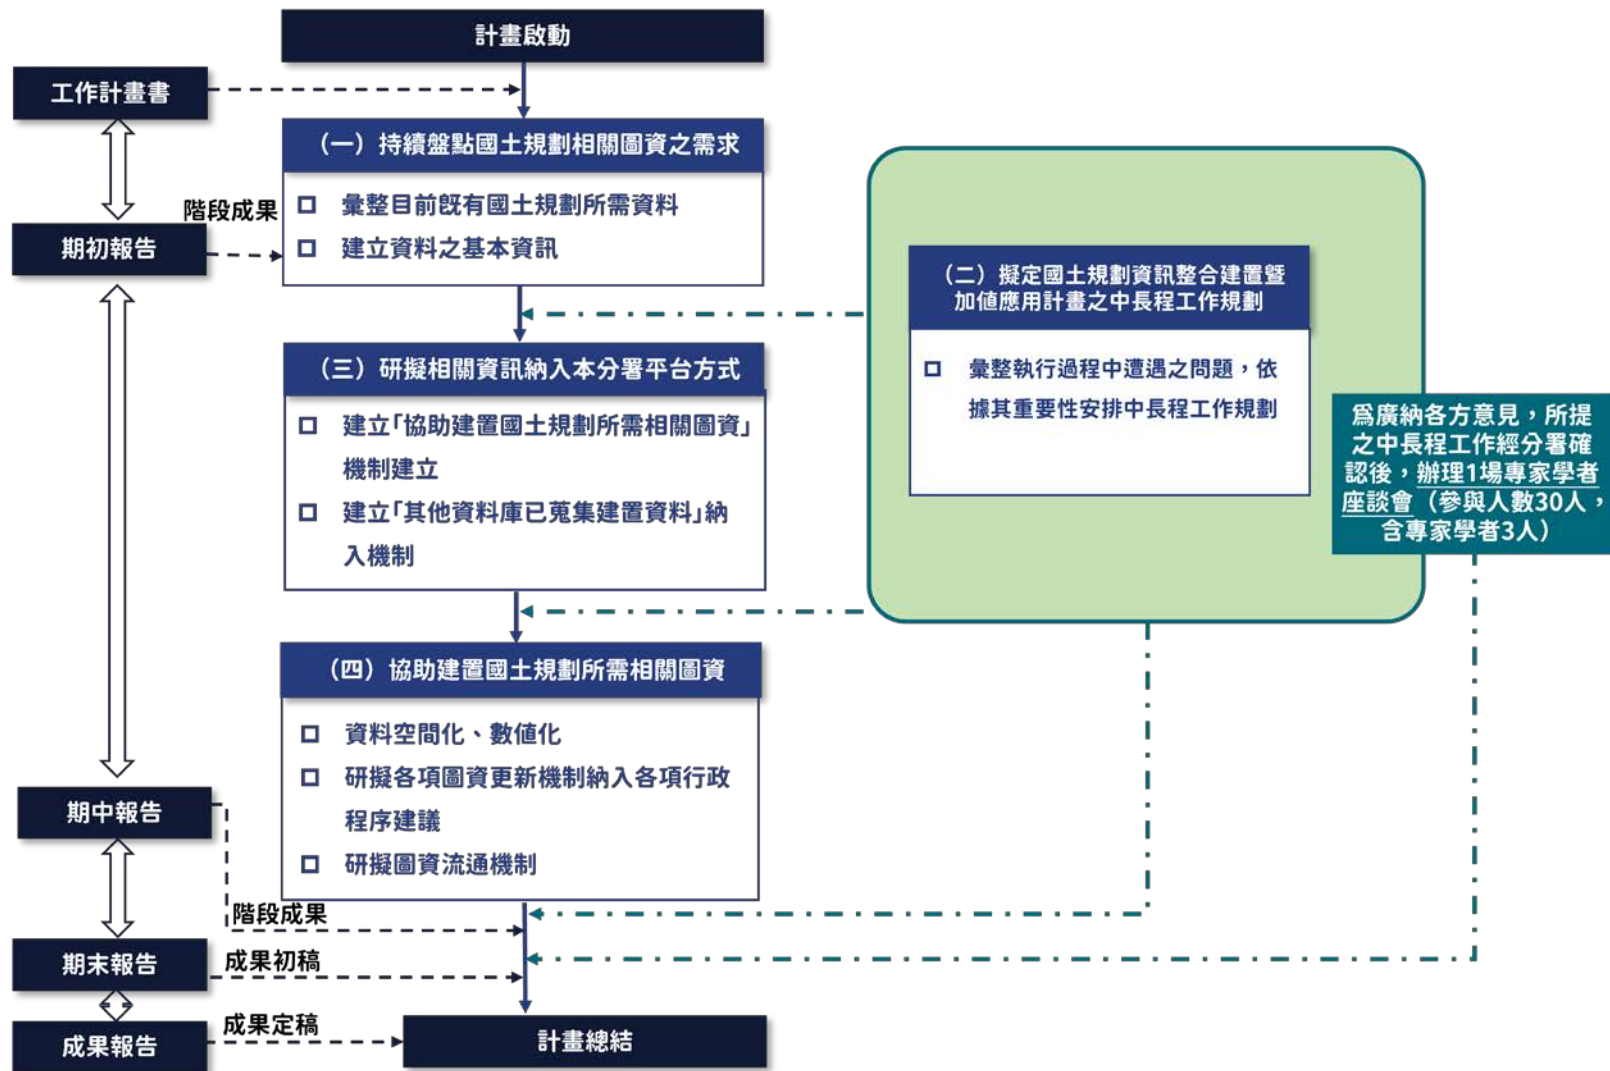 計畫啟動
工作計畫書
(一)持續盤點國土規劃相關圖資之需求
彙整目前既有國土規劃所需資料
建立資料之基本資訊
階段成果
期初報告
(二)擬定國土規劃資訊整合建置暨
加值應用計畫之中長程工作規劃
彙整執行過程中遭遇之問題,依
據其重要性安排中長程工作規劃
(三)研擬相關資訊納入本分署平台方式
建立「協助建置國土規劃所需相關圖資」
機制建立
建立「其他資料庫已蒐集建置資料」納
入機制
為廣納各方意見,所提
之中長程工作經分署確
認後,辦理1場專家學者
座談會(參與人數30人,
含專家學者3人)
(四)協助建置國土規劃所需相關圖資
資料空間化、數值化
研擬各項圖資更新機制納入各項行政
程序建議
研擬圖資流通機制
期中報告
階段成果
期末報告
成果初稿
成果報告
成果定稿
計畫總結